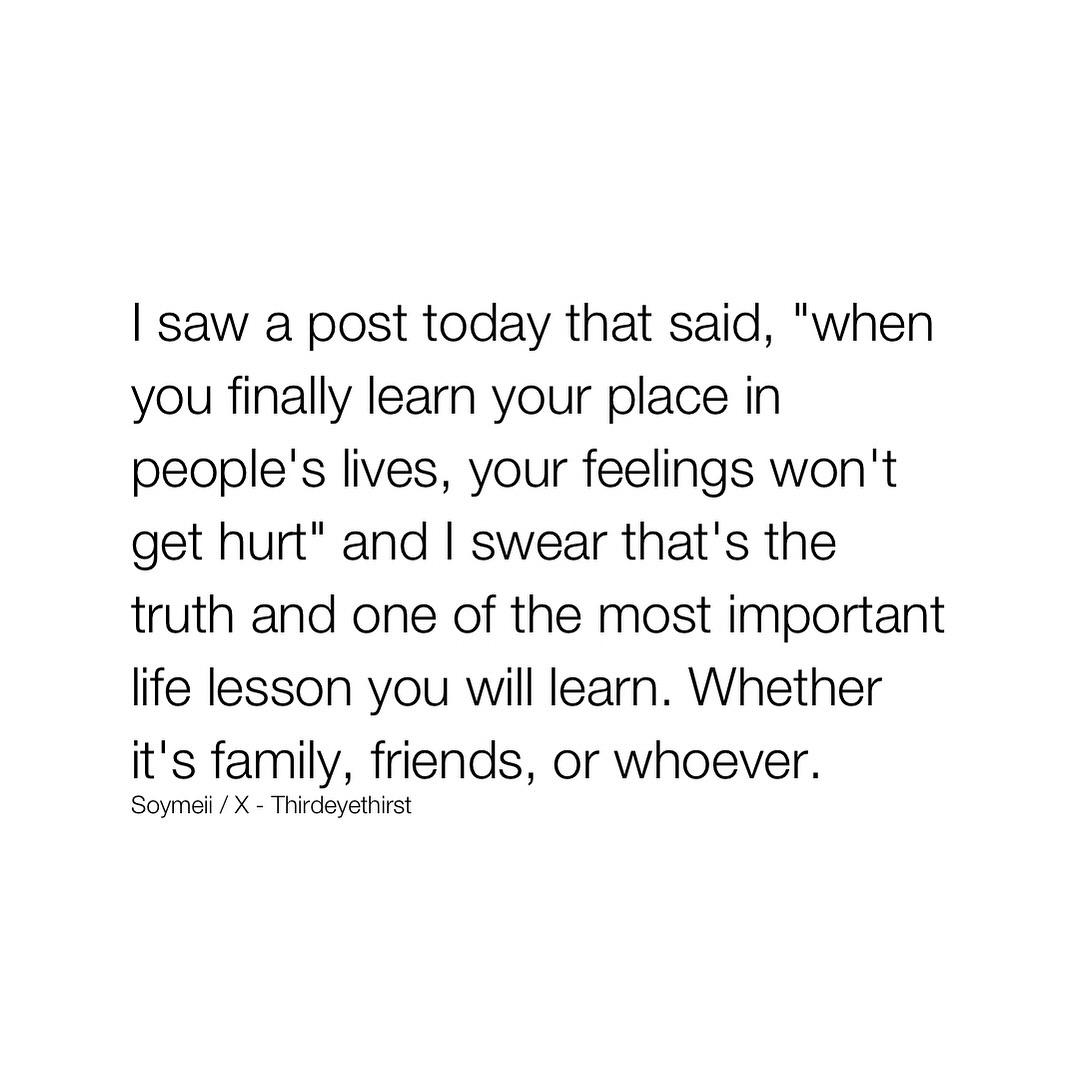 I saw a post today that said, "when
you finally learn your place in
people's lives, your feelings won't
get hurt" and I swear that's the
truth and one of the most important
life lesson you will learn. Whether
it's family, friends, or whoever.
Soymeii / X - Thirdeyethirst